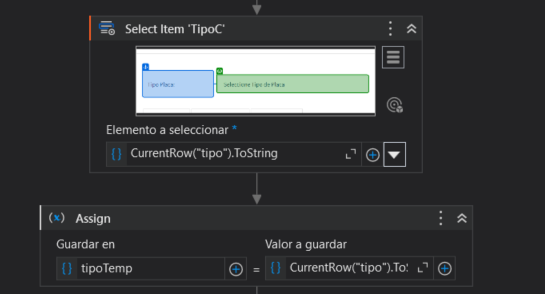 Select Item 'TipoC'
Tipo Placa
Seleccione Tipo de Placa
Elemento a seleccionar *
CurrentRow("tipo").ToString
Assign
Guardar en
Valor a guardar
tipoTemp
=
CurrentRow("tipo").To